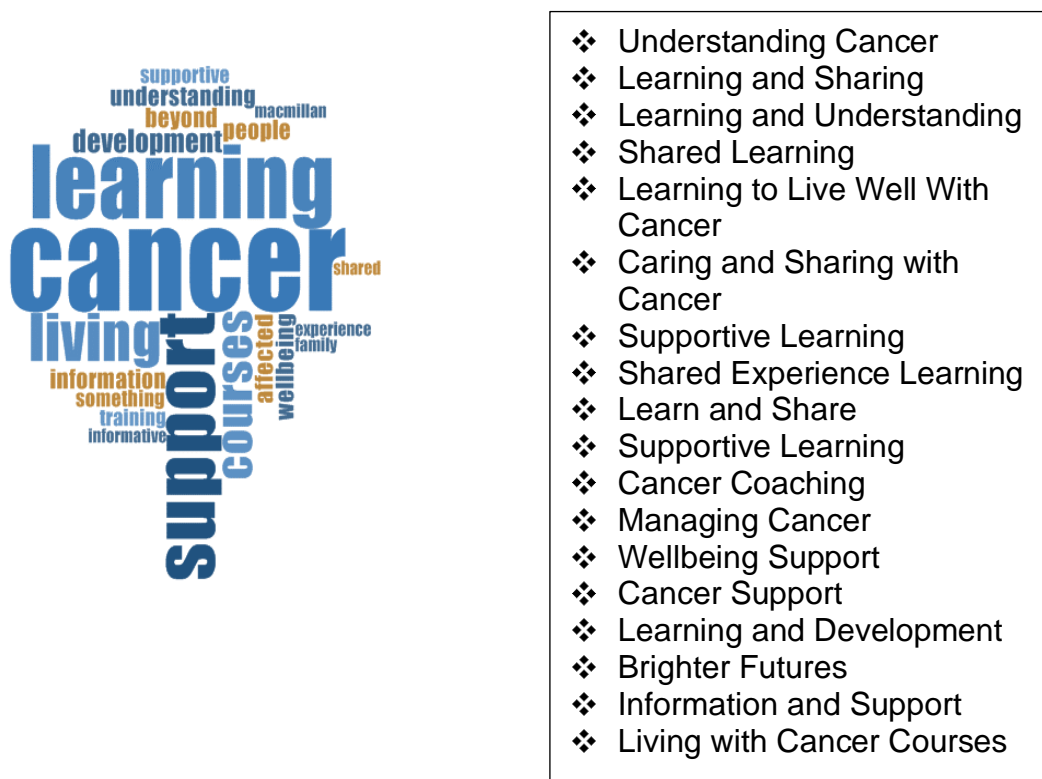 supportive
understanding
macmillan
beyond
people
development
learning
cancer
shared
living
support
courses
affected
wellbeing
experience
family
information
something
training
informative
❖ Understanding Cancer
❖ Learning and Sharing
❖ Learning and Understanding
❖ Shared Learning
❖ Learning to Live Well With
Cancer
❖ Caring and Sharing with
Cancer
❖ Supportive Learning
❖ Shared Experience Learning
❖ Learn and Share
❖ Supportive Learning
❖ Cancer Coaching
❖ Managing Cancer
❖ Wellbeing Support
❖ Cancer Support
❖ Learning and Development
❖ Brighter Futures
❖ Information and Support
❖ Living with Cancer Courses